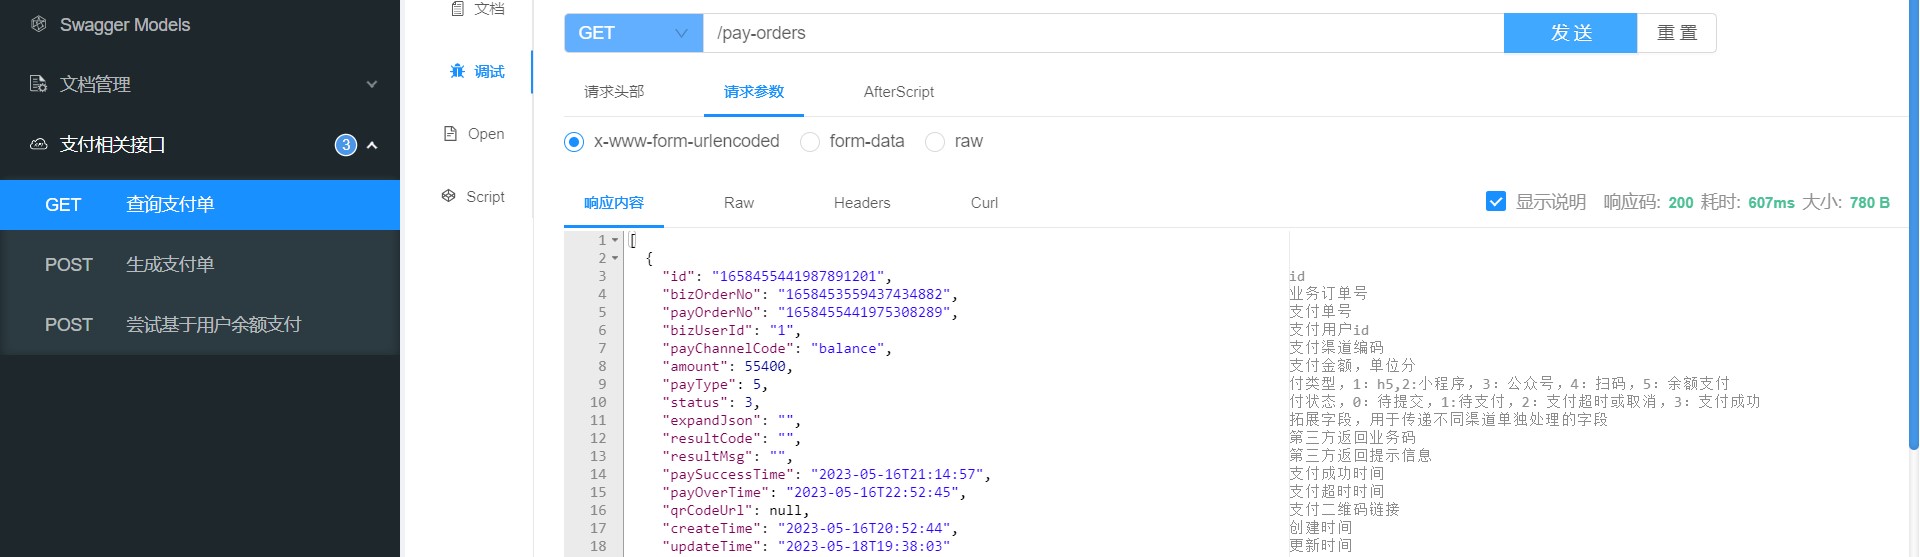 Swagger Models
文档管理
支付相关接口 3
GET 查询支付单
POST 生成支付单
POST 尝试基于用户余额支付
文档
调试
Open
Script
GET /pay-orders 发送 重置
请求头部 请求参数 AfterScript
x-www-form-urlencoded form-data raw
响应内容 Raw Headers Curl 显示说明 响应码: 200 耗时: 607ms 大小: 780 B
1 [
2 {
3 "id": "1658455441987891201", id
4 "bizOrderNo": "1658453559437434882", 业务订单号
5 "payOrderNo": "1658455441975308289", 支付单号
6 "bizUserId": "1", 支付用户id
7 "payChannelCode": "balance", 支付渠道编码
8 "amount": 55400, 支付金额，单位分
9 "payType": 5, 付类型，1：h5,2:小程序，3：公众号，4：扫码，5：余额支付
10 "status": 3, 付状态，0：待提交，1:待支付，2：支付超时或取消，3：支付成功
11 "expandJson": "", 拓展字段，用于传递不同渠道单独处理的字段
12 "resultCode": "", 第三方返回业务码
13 "resultMsg": "", 第三方返回提示信息
14 "paySuccessTime": "2023-05-16T21:14:57", 支付成功时间
15 "payOverTime": "2023-05-16T22:52:45", 支付超时时间
16 "qrCodeUrl": null, 支付二维码链接
17 "createTime": "2023-05-16T20:52:44", 创建时间
18 "updateTime": "2023-05-18T19:38:03" 更新时间